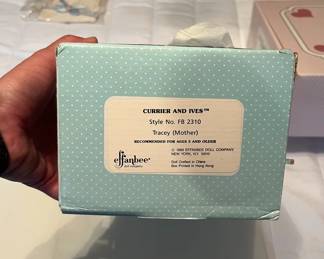 CURRIER AND IVES™
Style No. FB 2310
Tracey (Mother)
RECOMMENDED FOR AGES 5 AND OLDER
effanbee®
doll company
© 1989 EFFANBEE DOLL COMPANY
NEW YORK, N.Y. 10010
Doll Crafted in China
Box Printed in Hong Kong